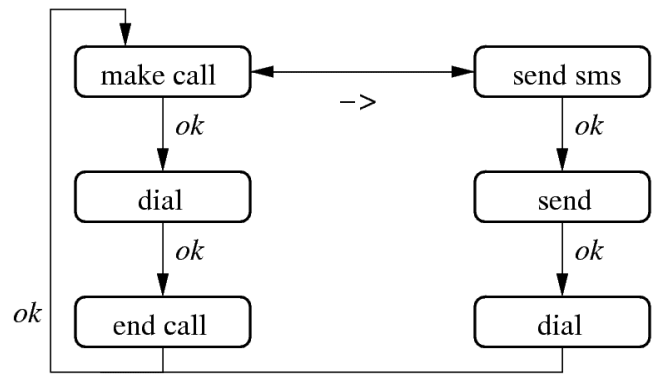 make call
send sms
->
ok
ok
dial
send
ok
ok
ok
end call
dial